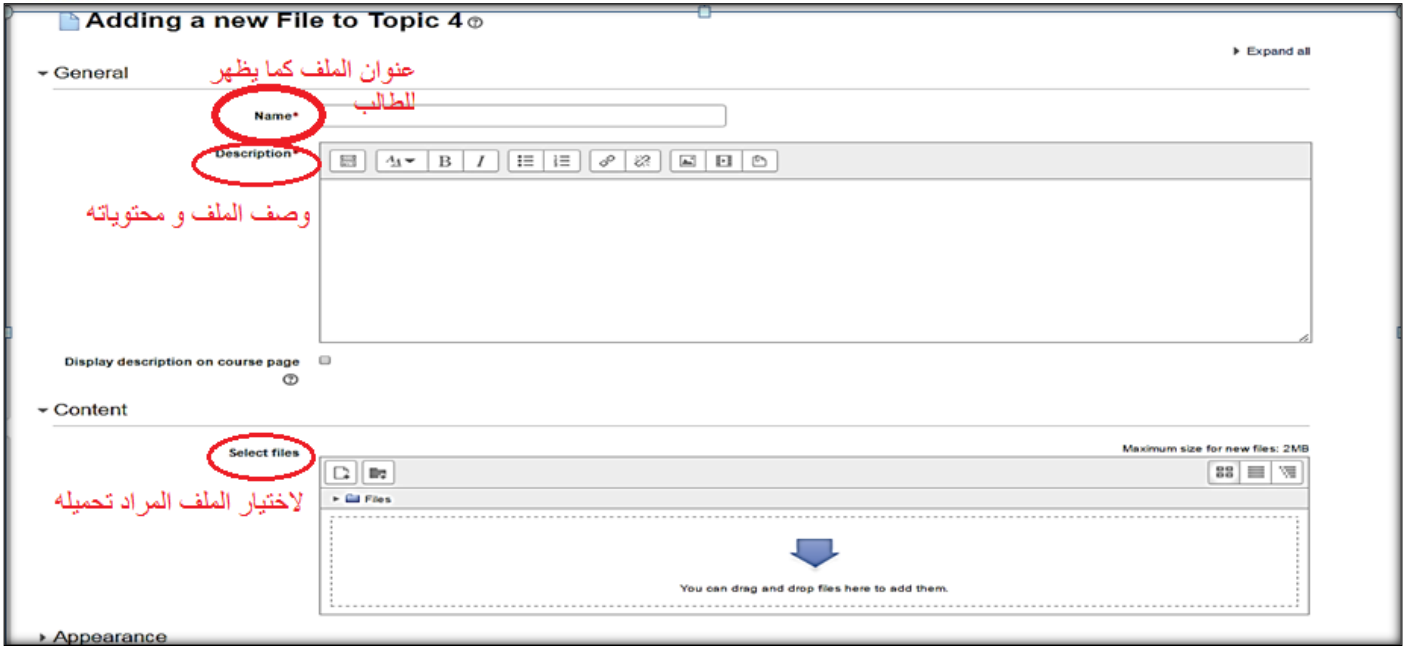 Adding a new File to Topic 4
Expand all
General
عنوان الملف كما يظهر
للطالب
Name*
Description*
وصف الملف و محتوياته
Display description on course page
Content
Select files
Maximum size for new files: 2MB
لاختيار الملف المراد تحميله
Files
You can drag and drop files here to add them.
Appearance